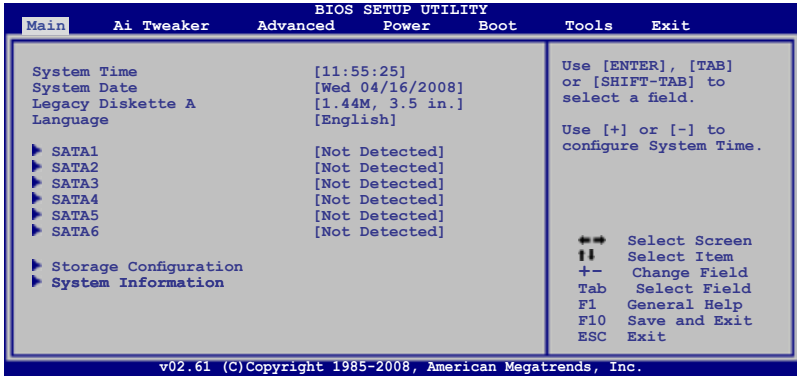 BIOS SETUP UTILITY
Main Ai Tweaker Advanced Power Boot Tools Exit
System Time [11:55:25]
System Date [Wed 04/16/2008]
Legacy Diskette A [1.44M, 3.5 in.]
Language [English]
SATA1 [Not Detected]
SATA2 [Not Detected]
SATA3 [Not Detected]
SATA4 [Not Detected]
SATA5 [Not Detected]
SATA6 [Not Detected]
Storage Configuration
System Information
Use [ENTER], [TAB]
or [SHIFT-TAB] to
select a field.
Use [+] or [-] to
configure System Time.
←→ Select Screen
↑↓ Select Item
+- Change Field
Tab Select Field
F1 General Help
F10 Save and Exit
ESC Exit
v02.61 (C)Copyright 1985-2008, American Megatrends, Inc.